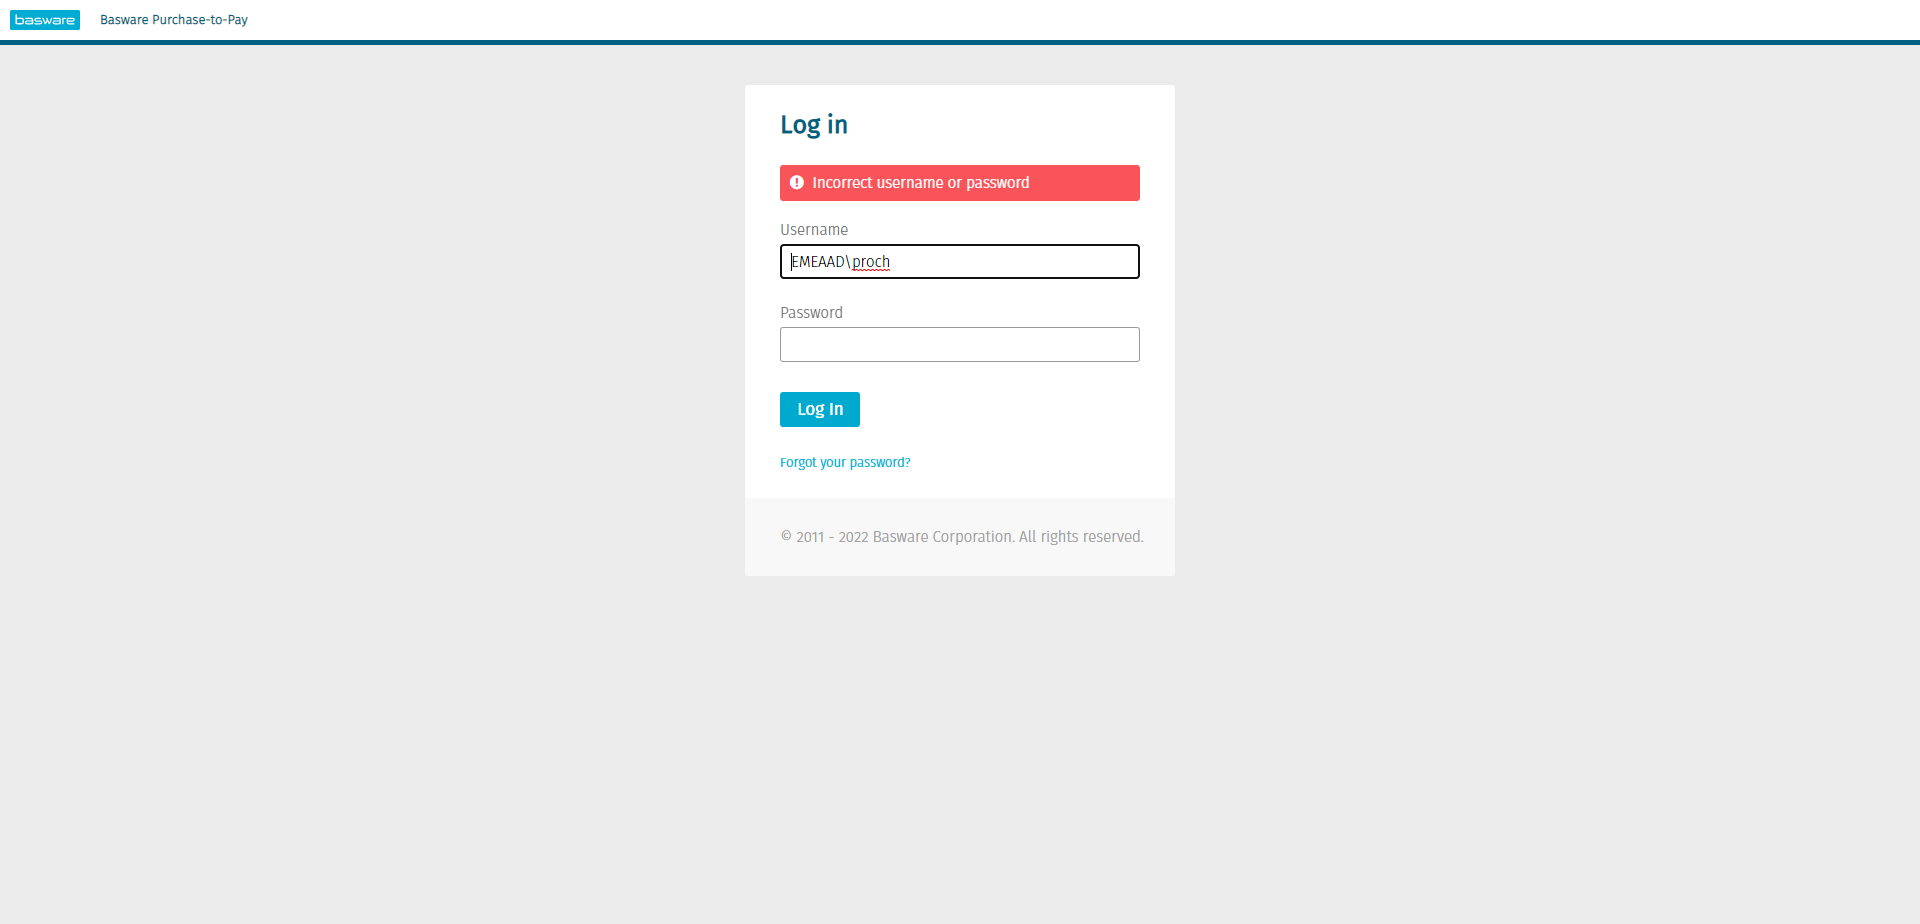 basware Basware Purchase-to-Pay
Log in
Incorrect username or password
Username
EMEAAD\proch
Password
Log In
Forgot your password?
© 2011 - 2022 Basware Corporation. All rights reserved.